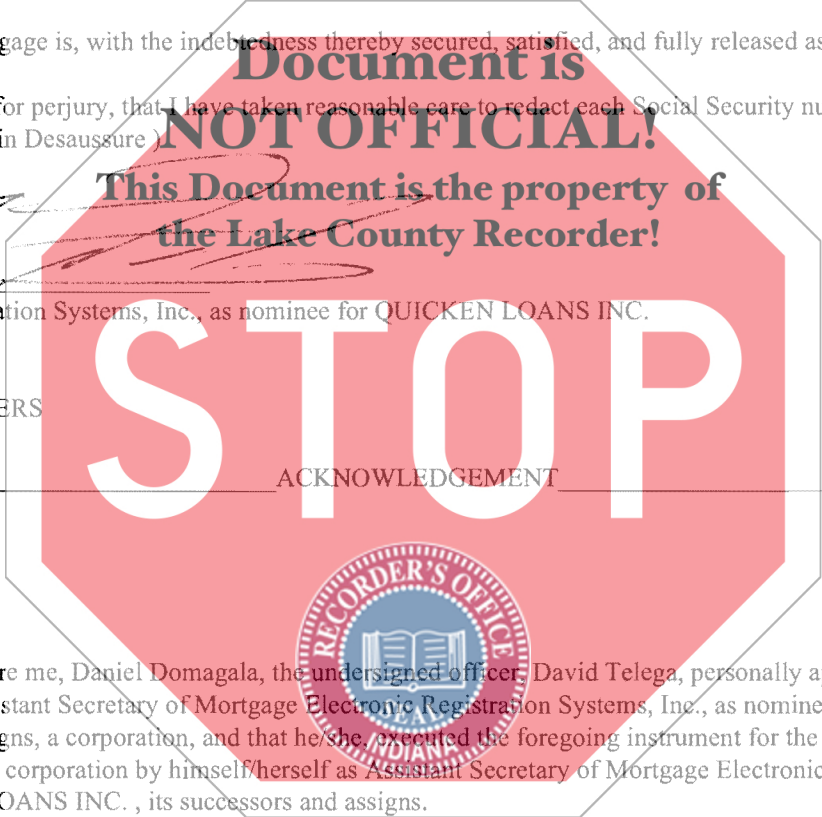 gage is, with the indebtedness thereby secured, satisfied, and fully released as
Document is
for perjury, that I have taken reasonable care to redact each Social Security nu
in Desaussure )
NOT OFFICIAL!
This Document is the property of
the Lake County Recorder!
ation Systems, Inc., as nominee for QUICKEN LOANS INC.
STOP
ERS
ACKNOWLEDGEMENT
RECORDER'S OFFICE
SEAL
INDIANA
re me, Daniel Domagala, the undersigned officer, David Telega, personally a
stant Secretary of Mortgage Electronic Registration Systems, Inc., as nomine
gns, a corporation, and that he/she, executed the foregoing instrument for the
corporation by himself/herself as Assistant Secretary of Mortgage Electronic
OANS INC. , its successors and assigns.